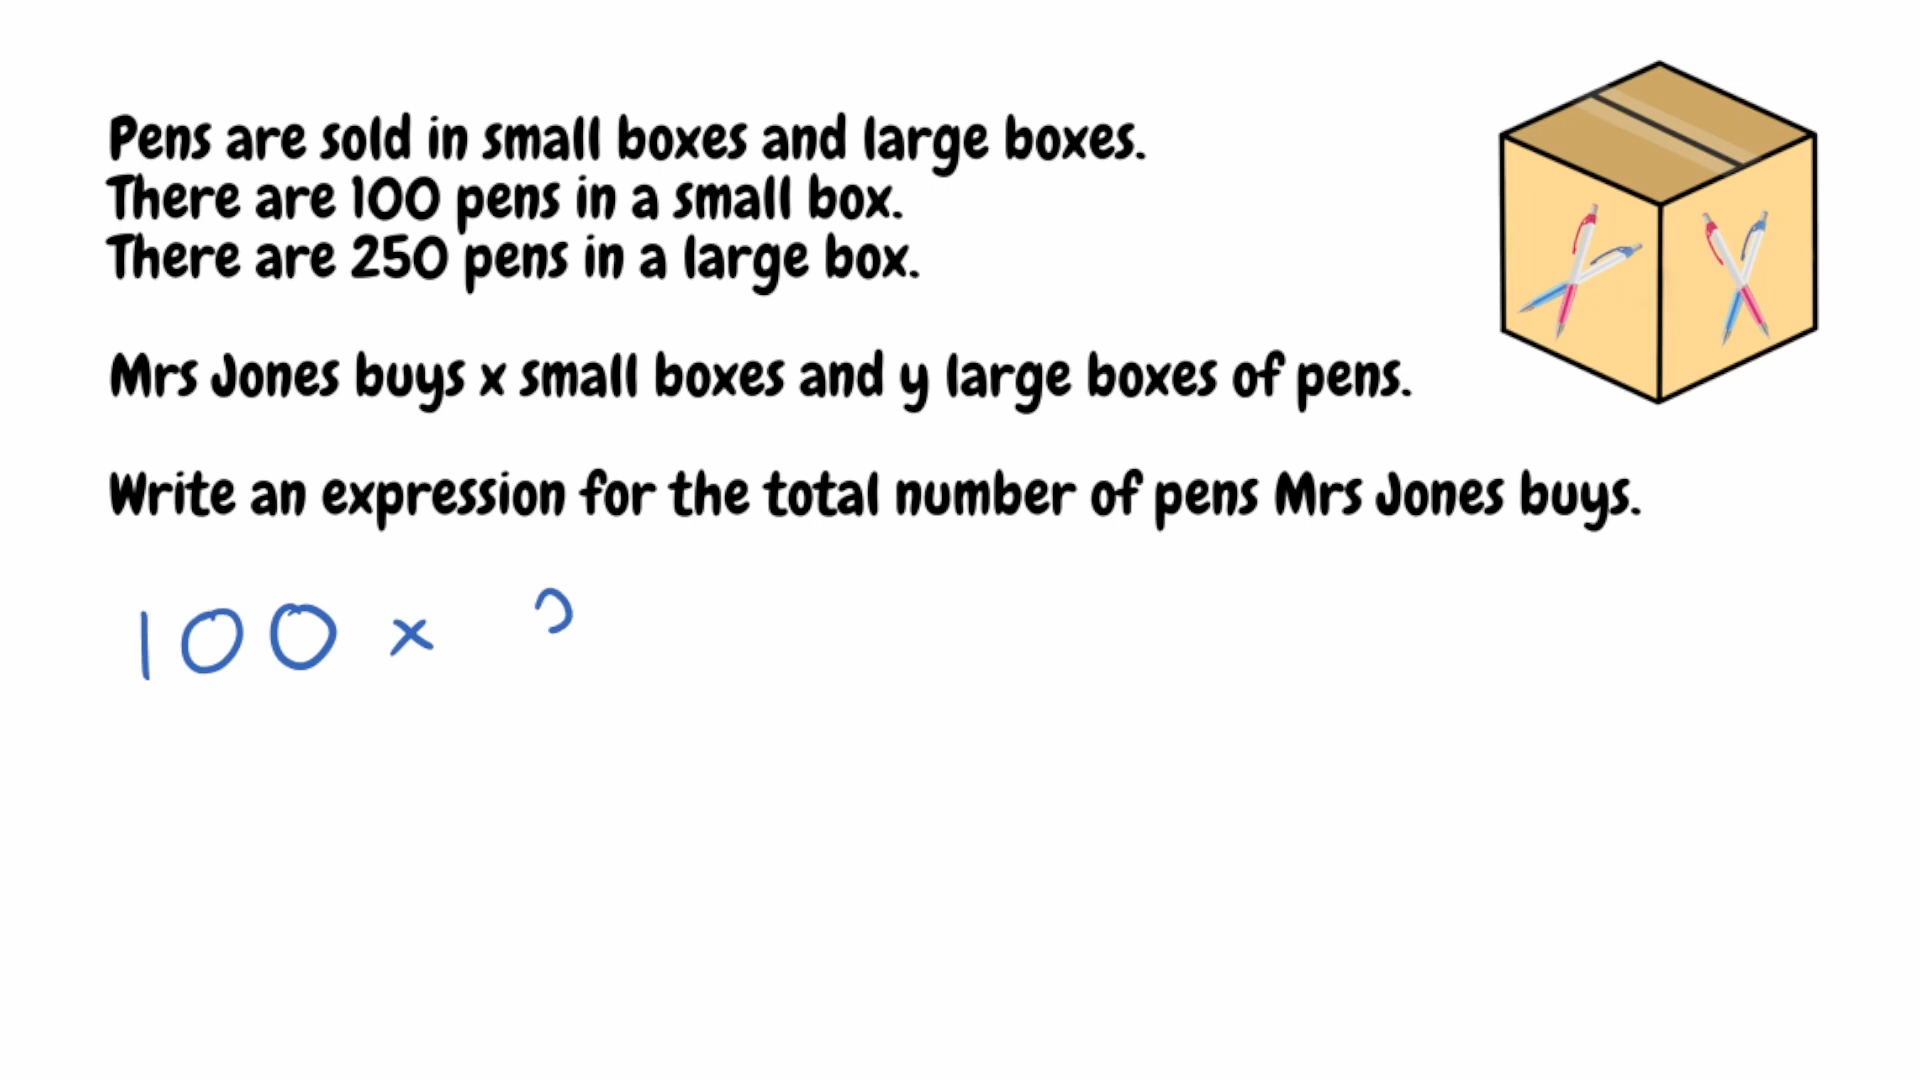 Pens are sold in small boxes and large boxes.
There are 100 pens in a small box.
There are 250 pens in a large box.
Mrs Jones buys x small boxes and y large boxes of pens.
Write an expression for the total number of pens Mrs Jones buys.
100 ×